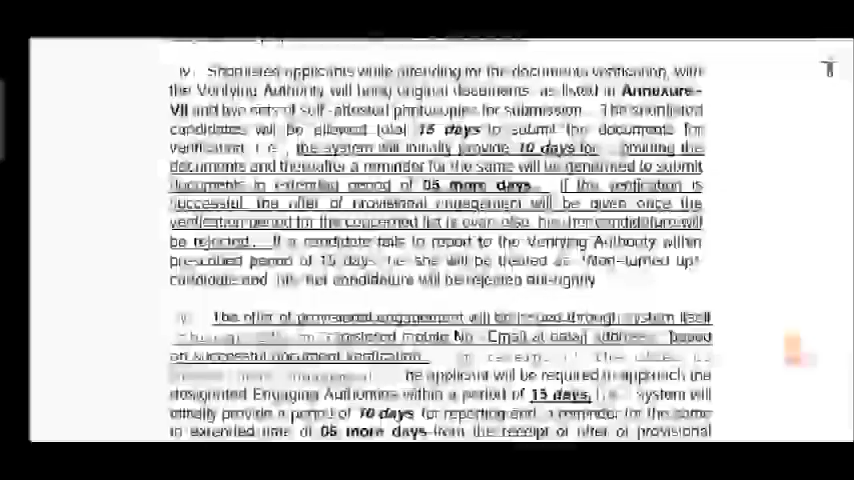 iv. Shortlisted applicants while attending for the documents verification, with
the Verifying Authority will bring original documents, as listed in Annexure-
VII and two sets of self-attested photocopies for submission. The shortlisted
candidates will be allowed total 15 days to submit the documents for
verification, i.e., the system will initially provide 10 days for submitting the
documents and thereafter a reminder for the same will be generated to submit
documents in extended period of 05 more days. If the verification is
successful, the offer of provisional engagement will be given once the
verification period for the concerned list is over, else, his/her candidature will
be rejected. If a candidate fails to report to the Verifying Authority within
prescribed period of 15 days, he/she will be treated as 'Non-turned up'
candidate and his/her candidature will be rejected out-rightly
The offer of provisional engagement will be issued through system itself
registered mobile No. Email address based
on successful document verification.
the applicant will be required to approach the
designated Engaging Authorities within a period of 15 days, system will
initially provide a period of 10 days for reporting and a reminder for the same
in extended time of 05 more days from the receipt of offer of provisional